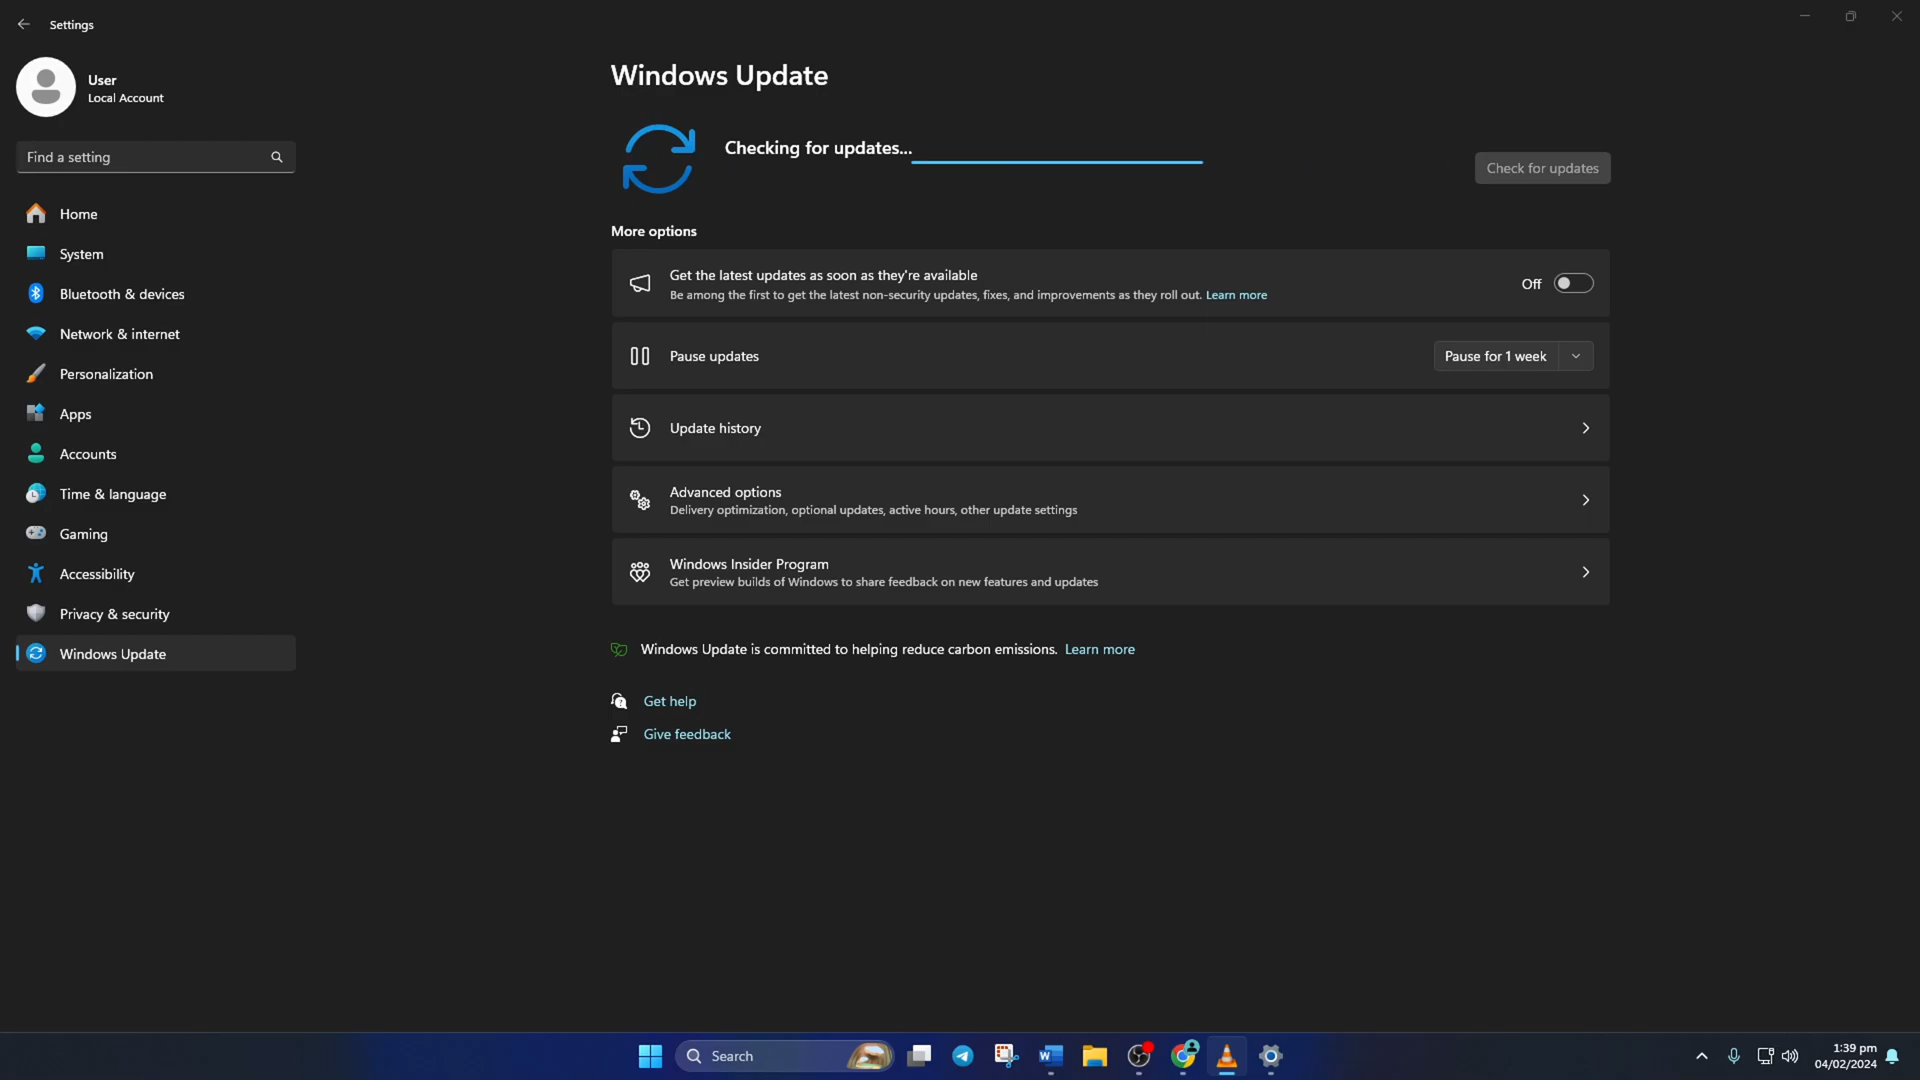 Settings
User
Local Account
Find a setting
Home
System
Bluetooth & devices
Network & internet
Personalization
Apps
Accounts
Time & language
Gaming
Accessibility
Privacy & security
Windows Update
Windows Update
Checking for updates...
Check for updates
More options
Get the latest updates as soon as they're available
Be among the first to get the latest non-security updates, fixes, and improvements as they roll out. Learn more
Off
Pause updates
Pause for 1 week
Update history
Advanced options
Delivery optimization, optional updates, active hours, other update settings
Windows Insider Program
Get preview builds of Windows to share feedback on new features and updates
Windows Update is committed to helping reduce carbon emissions. Learn more
Get help
Give feedback
Search
1:39 pm
04/02/2024